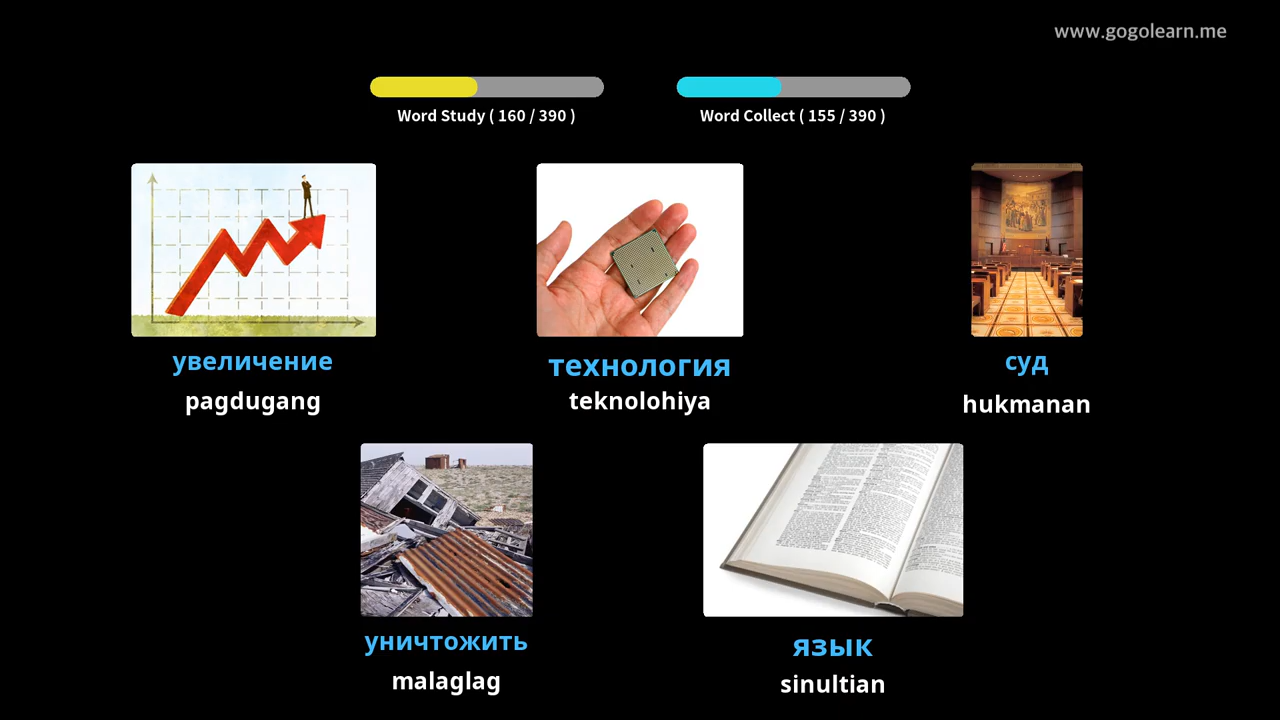 www.gogolearn.me
Word Study ( 160 / 390 )
Word Collect ( 155 / 390 )
увеличение
технология
суд
pagdugang
teknolohiya
hukmanan
уничтожить
язык
malaglag
sinultian